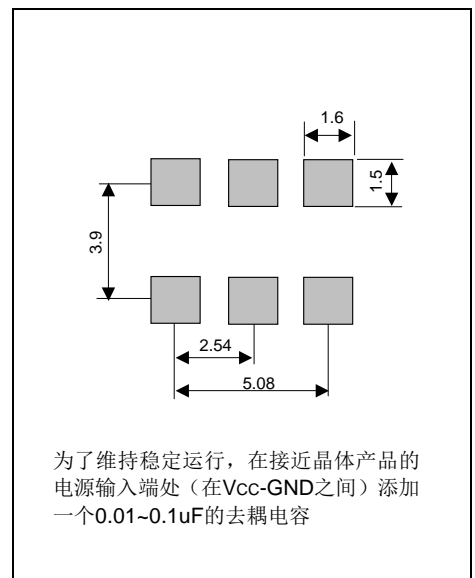 1.6
1.5
3.9
2.54
5.08
为了维持稳定运行，在接近晶体产品的
电源输入端处（在Vcc-GND之间）添加
一个0.01~0.1uF的去耦电容